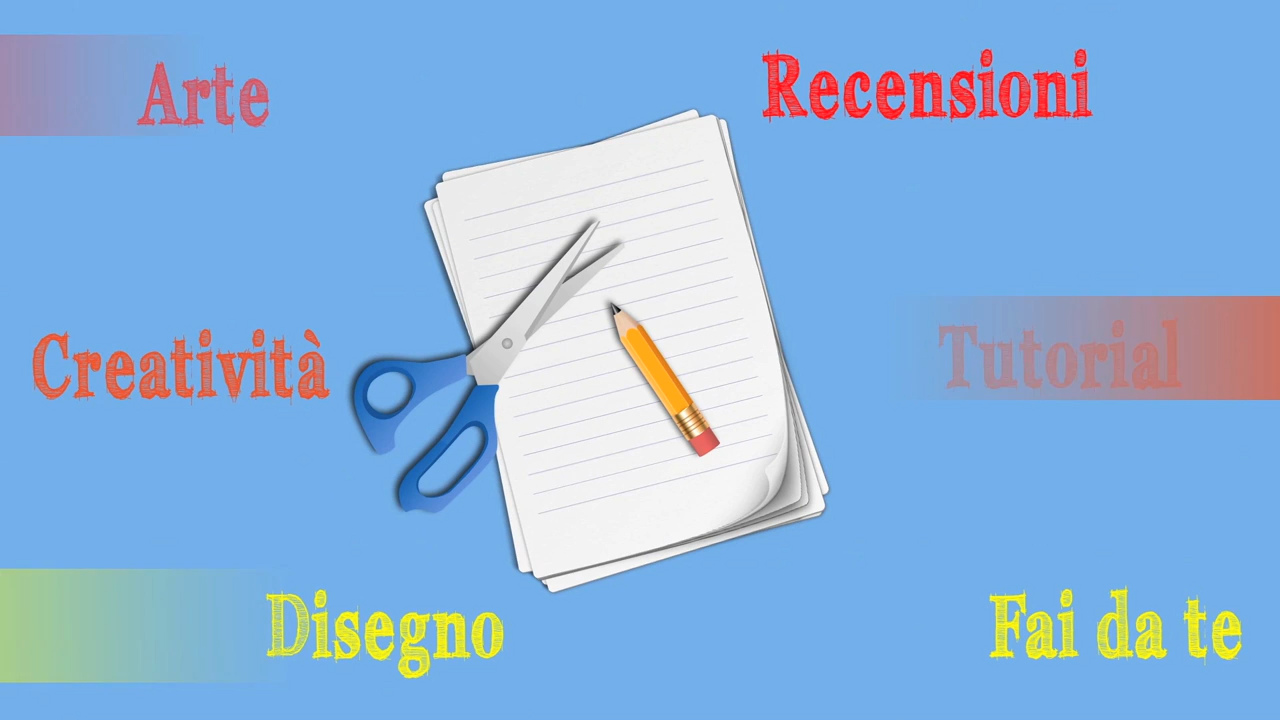 Arte
Recensioni
Creatività
Tutorial
Disegno
Fai da te